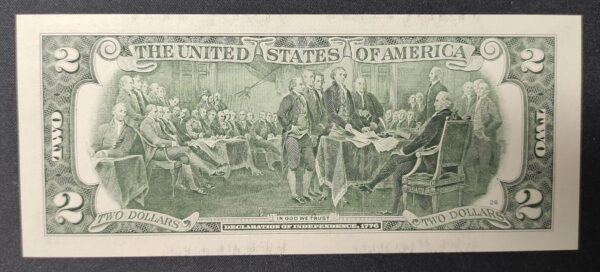 2 THE UNITED STATES OF AMERICA 2
TWO TWO
2 TWO DOLLARS IN GOD WE TRUST TWO DOLLARS 2
DECLARATION OF INDEPENDENCE, 1776